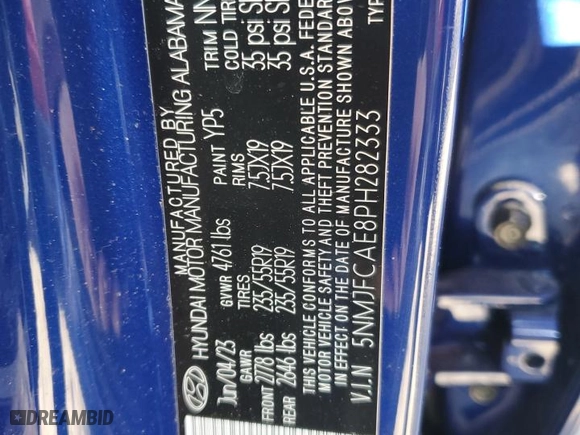 MANUFACTURED BY
HYUNDAI MOTOR MANUFACTURING ALABAMA
Jun/04/23 GVWR 4761 lbs PAINT YP5 TRIM
GAWR TIRES RIMS COLD
FRONT 2778 lbs 235/55R19 7.5JX19 35 psi
REAR 2646 lbs 235/55R19 7.5JX19 35 psi
THIS VEHICLE CONFORMS TO ALL APPLICABLE U.S.A. FEDE
MOTOR VEHICLE SAFETY AND THEFT PREVENTION STANDAR
IN EFFECT ON THE DATE OF MANUFACTURE SHOWN ABOV
V.I.N 5NMJFCAE8PH282333 TYP
DREAMBID